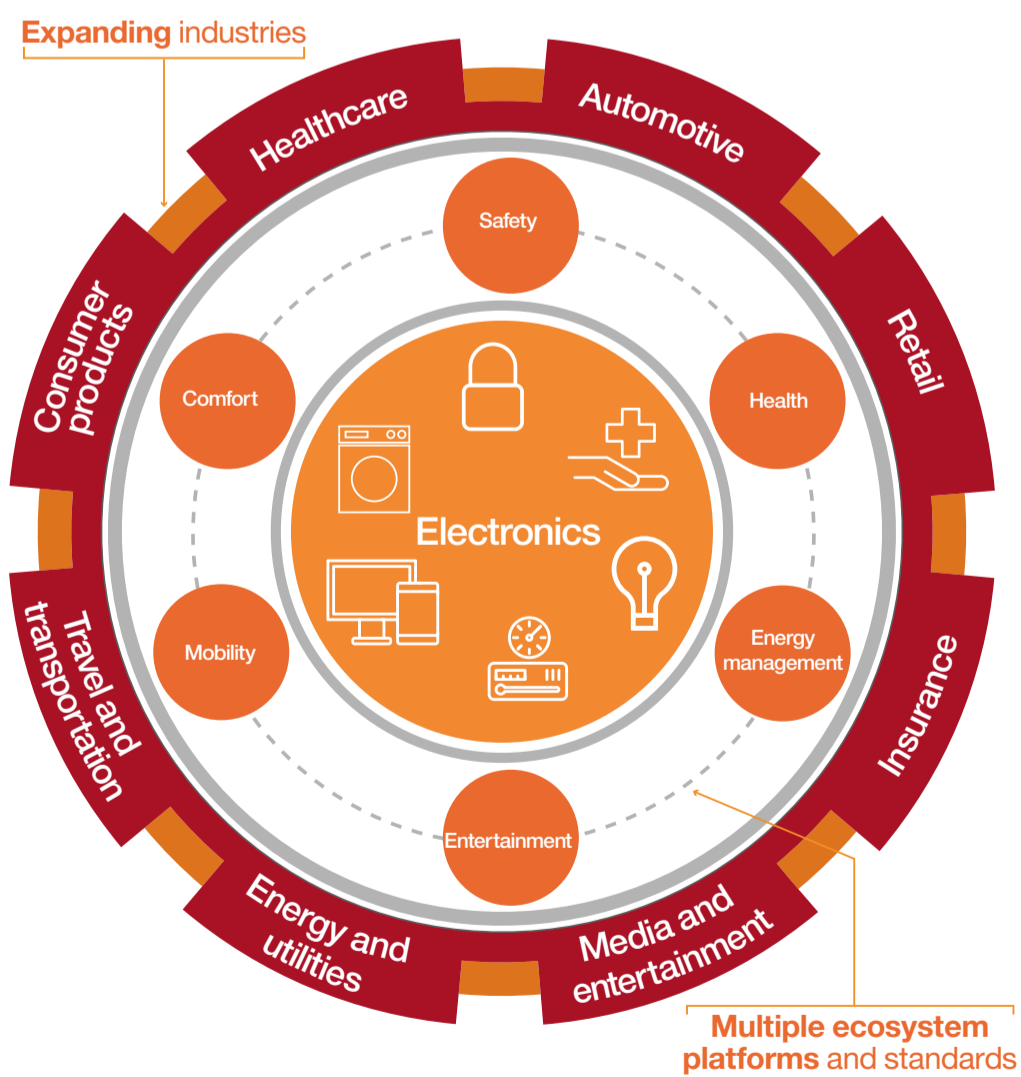 Expanding industries
Healthcare
Automotive
Consumer
products
Retail
Safety
Comfort
Health
Electronics
Mobility
Energy
management
Entertainment
Travel and
transportation
Insurance
Energy and
utilities
Media and
entertainment
Multiple ecosystem
platforms and standards